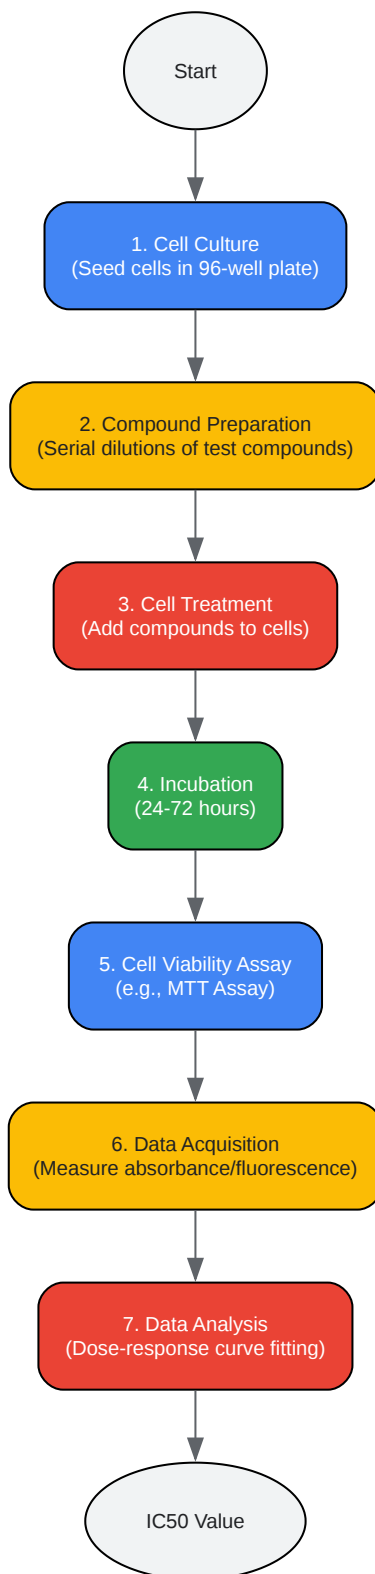 Start
1. Cell Culture
(Seed cells in 96-well plate)
2. Compound Preparation
(Serial dilutions of test compounds)
3. Cell Treatment
(Add compounds to cells)
4. Incubation
(24-72 hours)
5. Cell Viability Assay
(e.g., MTT Assay)
6. Data Acquisition
(Measure absorbance/fluorescence)
7. Data Analysis
(Dose-response curve fitting)
IC50 Value